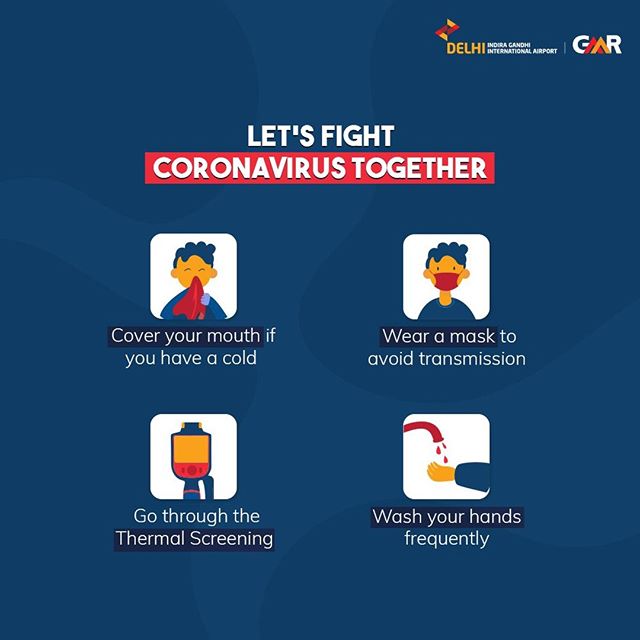 DELHI INDIRA GANDHI
INTERNATIONAL AIRPORT
GMR
LET'S FIGHT
CORONAVIRUS TOGETHER
Cover your mouth if
you have a cold
Wear a mask to
avoid transmission
Go through the
Thermal Screening
Wash your hands
frequently